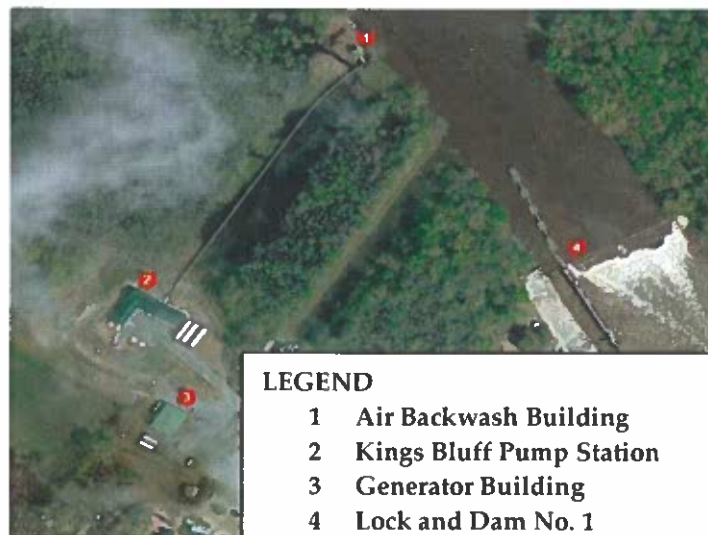 1
4
2
3
LEGEND
1 Air Backwash Building
2 Kings Bluff Pump Station
3 Generator Building
4 Lock and Dam No. 1